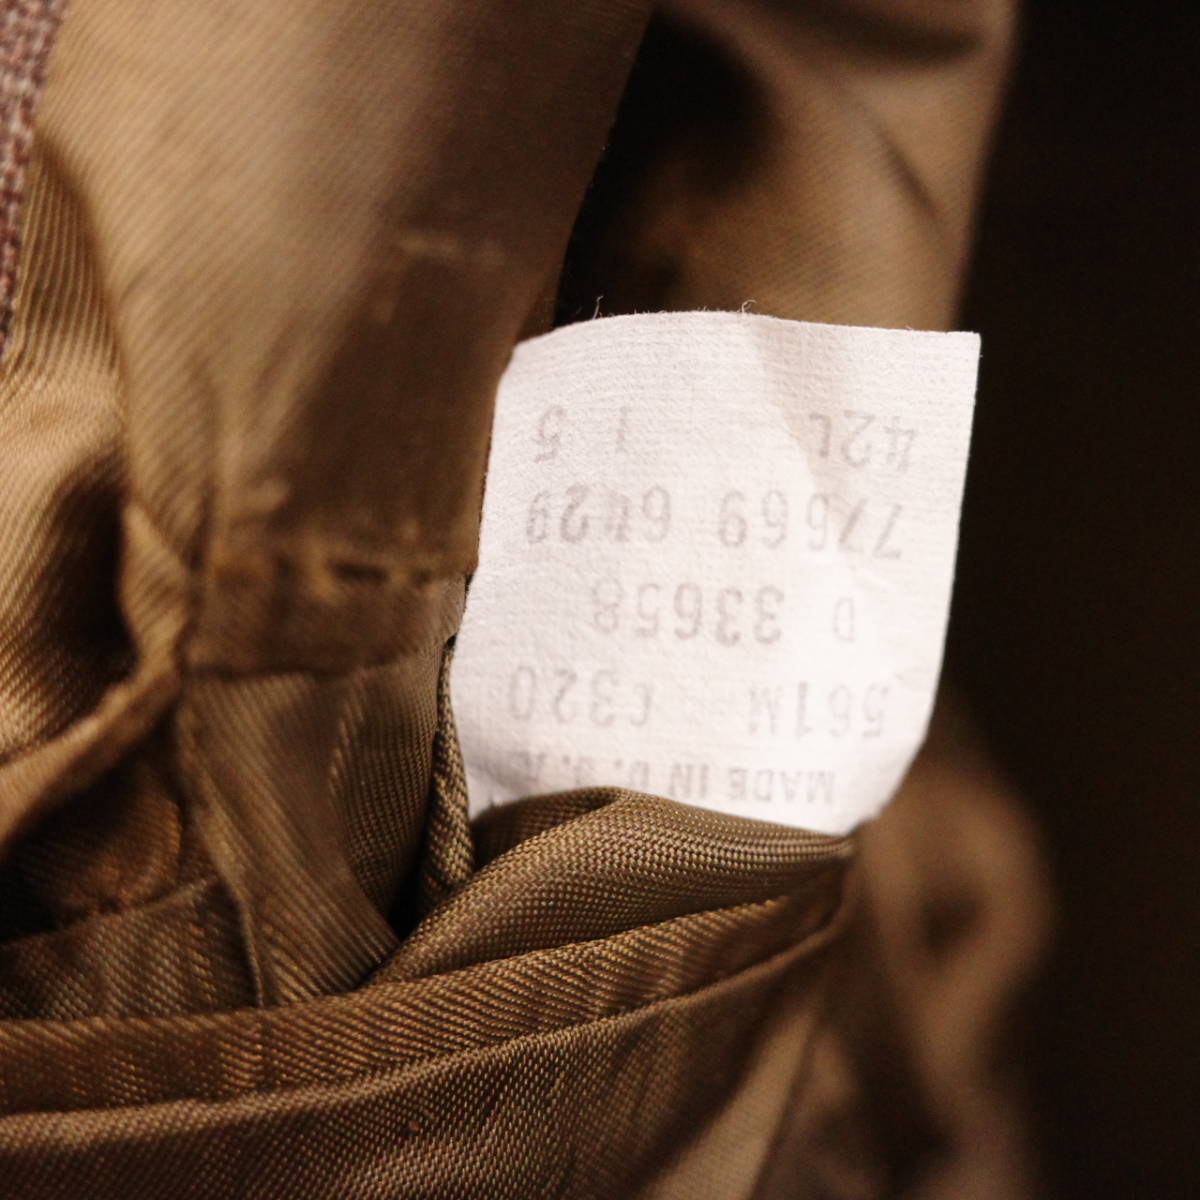 MADE IN U.S.A.
561M C320
D 33658
77669 6429
42L 1 5